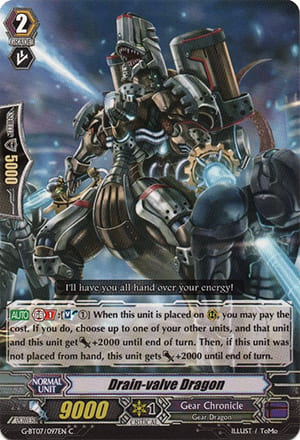 2
GRADE
SHIELD 5000
I'll have you all hand over your energy!
AUTO GB 1 : [1] When this unit is placed on , you may pay the
cost. If you do, choose up to one of your other units, and that unit
and this unit get +2000 until end of turn. Then, if this unit was
not placed from hand, this unit gets +2000 until end of turn.
NORMAL
UNIT
Drain-valve Dragon
POWER
9000
1
CRITICAL
Gear Chronicle
Gear Dragon
G-BT07/097EN C
ILLUST / ToMo